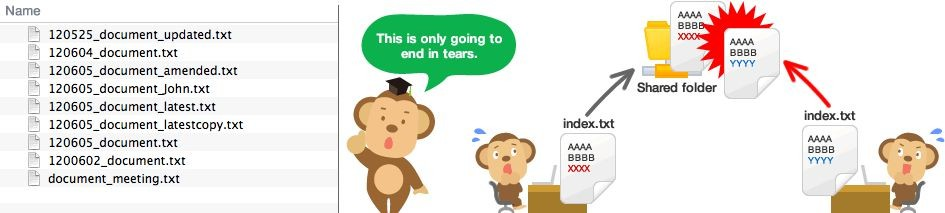 Name
120525_document_updated.txt
120604_document.txt
120605_document_amended.txt
120605_document_John.txt
120605_document_latest.txt
120605_document_latestcopy.txt
120605_document.txt
1200602_document.txt
document_meeting.txt
This is only going to
end in tears.
AAAA
BBBB
XXXX
AAAA
BBBB
YYYY
Shared folder
index.txt
AAAA
BBBB
XXXX
index.txt
AAAA
BBBB
YYYY